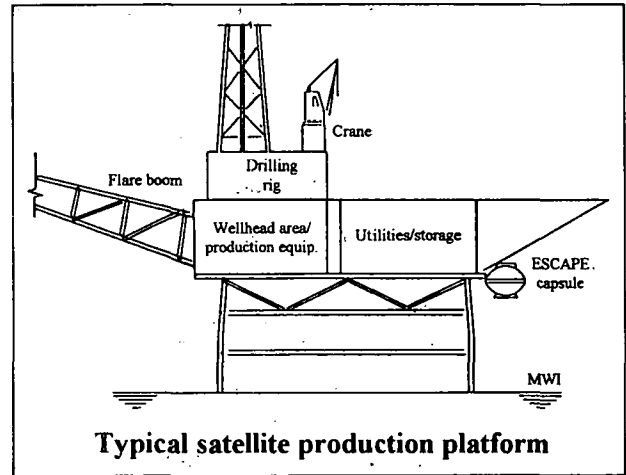 Crane
Drilling
rig
Flare boom
Wellhead area/
production equip.
Utilities/storage
ESCAPE.
capsule
MWI
Typical satellite production platform